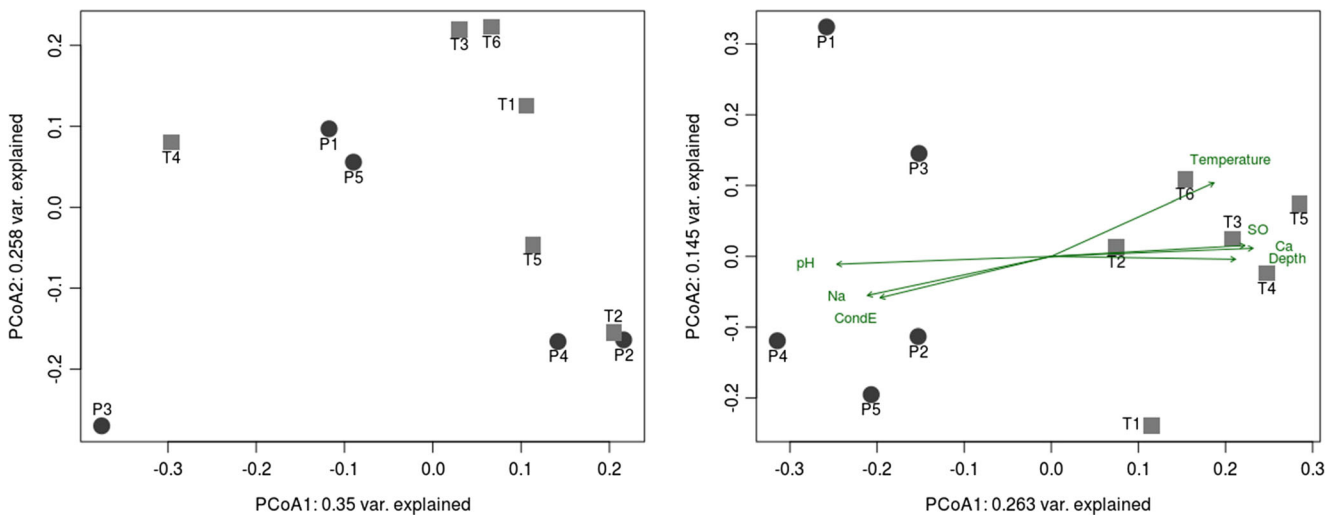 T3 T6
0.2
T1
0.1
P1
T4
P5
0.0
T5
-0.1
T2
P4 P2
-0.2
P3
-0.3 -0.2 -0.1 0.0 0.1 0.2
PCoA1: 0.35 var. explained
PCoA2: 0.258 var. explained
P1
0.3
0.2
P3
Temperature
0.1
T6
T5
T3
SO
Ca
0.0
T2
Depth
pH
T4
Na
CondE
-0.1
P4
P2
-0.2
P5
T1
-0.3 -0.2 -0.1 0.0 0.1 0.2 0.3
PCoA1: 0.263 var. explained
PCoA2: 0.145 var. explained